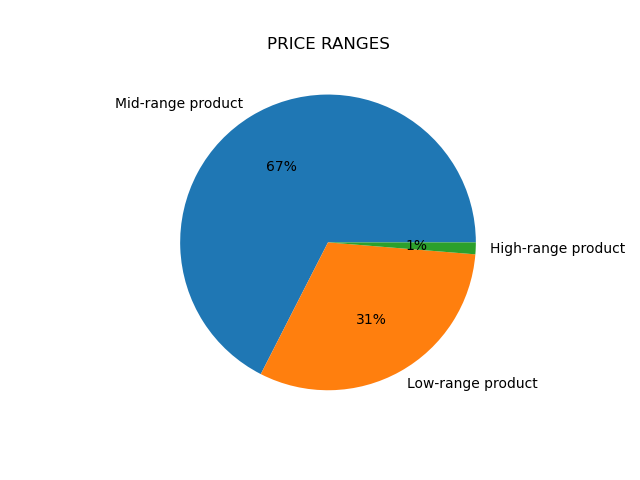 PRICE RANGES
Mid-range product
67%
1%
High-range product
31%
Low-range product